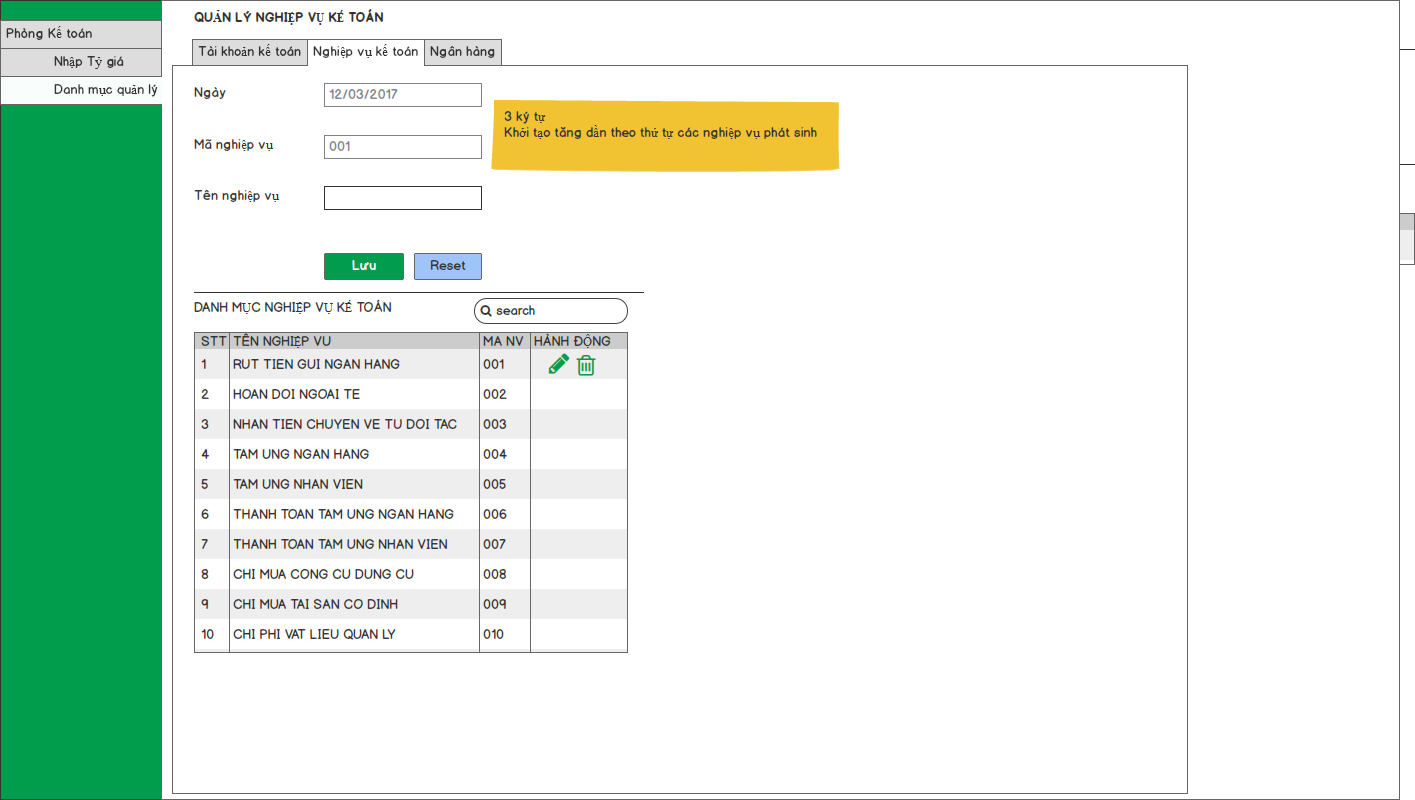 QUẢN LÝ NGHIỆP VỤ KẾ TOÁN
Phòng Kế toán
Nhập Tỷ giá
Danh mục quản lý
Tài khoản kế toán
Nghiệp vụ kế toán
Ngân hàng
Ngày
12/03/2017
3 ký tự
Khởi tạo tăng dần theo thứ tự các nghiệp vụ phát sinh
Mã nghiệp vụ
001
Tên nghiệp vụ
Lưu
Reset
DANH MỤC NGHIỆP VỤ KẾ TOÁN
search
STT TÊN NGHIỆP VU MA NV HẢNH ĐỘNG
1 RUT TIEN GUI NGAN HANG 001
2 HOAN DOI NGOAI TE 002
3 NHAN TIEN CHUYEN VE TU DOI TAC 003
4 TAM UNG NGAN HANG 004
5 TAM UNG NHAN VIEN 005
6 THANH TOAN TAM UNG NGAN HANG 006
7 THANH TOAN TAM UNG NHAN VIEN 007
8 CHI MUA CONG CU DUNG CU 008
9 CHI MUA TAI SAN CO DINH 009
10 CHI PHI VAT LIEU QUAN LY 010